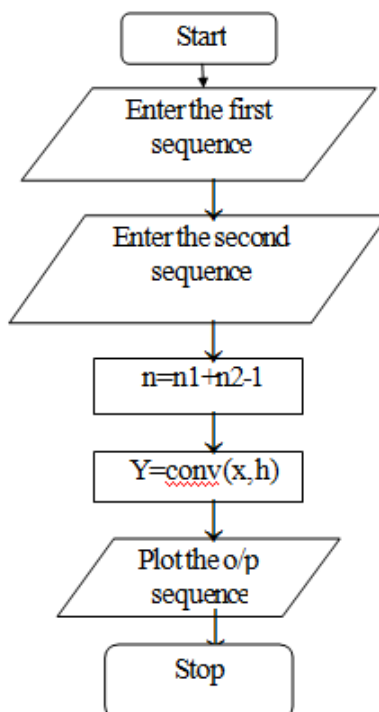 Start
Enter the first
sequence
Enter the second
sequence
n=n1+n2-1
Y=conv(x,h)
Plot the o/p
sequence
Stop